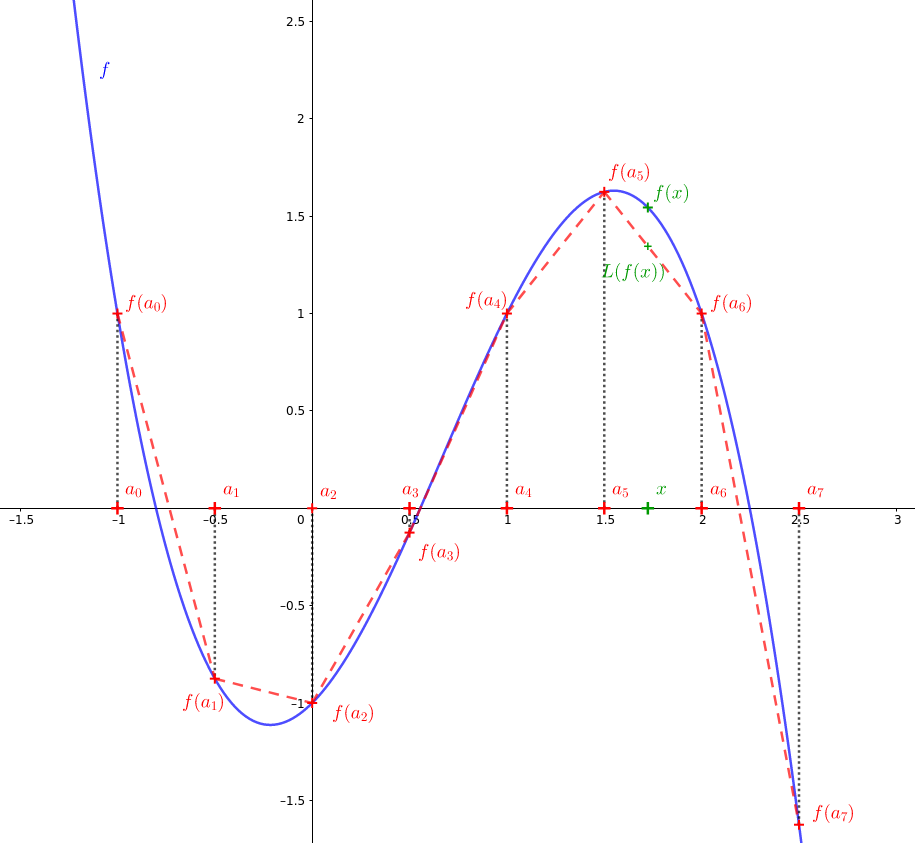 2.5
f
2
f(a₅)
f(x)
1.5
L(f(x))
f(a₀)
f(a₄)
1
f(a₆)
0.5
a₀
a₁
a₂
a₃
a₄
a₅
x
a₆
a₇
–1.5
–1
–0.5
0
0.5
1
1.5
2
2.5
3
f(a₃)
–0.5
f(a₁)
–1
f(a₂)
–1.5
f(a₇)